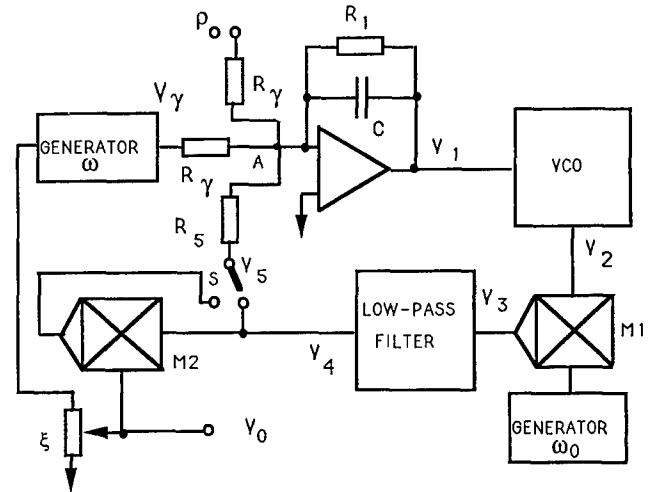 R1
ρ
Rγ
Vγ
C
GENERATOR
ω
Rγ
A
V1
VCO
R5
V2
S
V5
LOW-PASS
FILTER
V3
M1
M2
V4
GENERATOR
ω0
ξ
V0